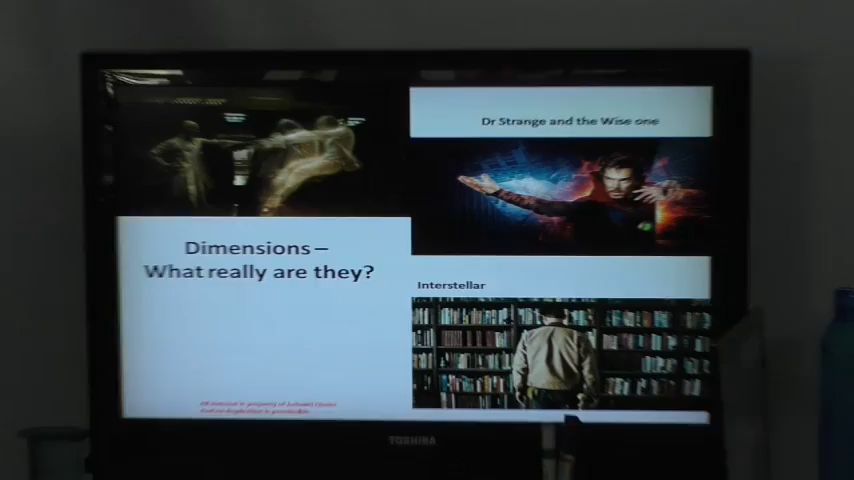 Dr Strange and the Wise one
Dimensions –
What really are they?
Interstellar
TOSHIBA